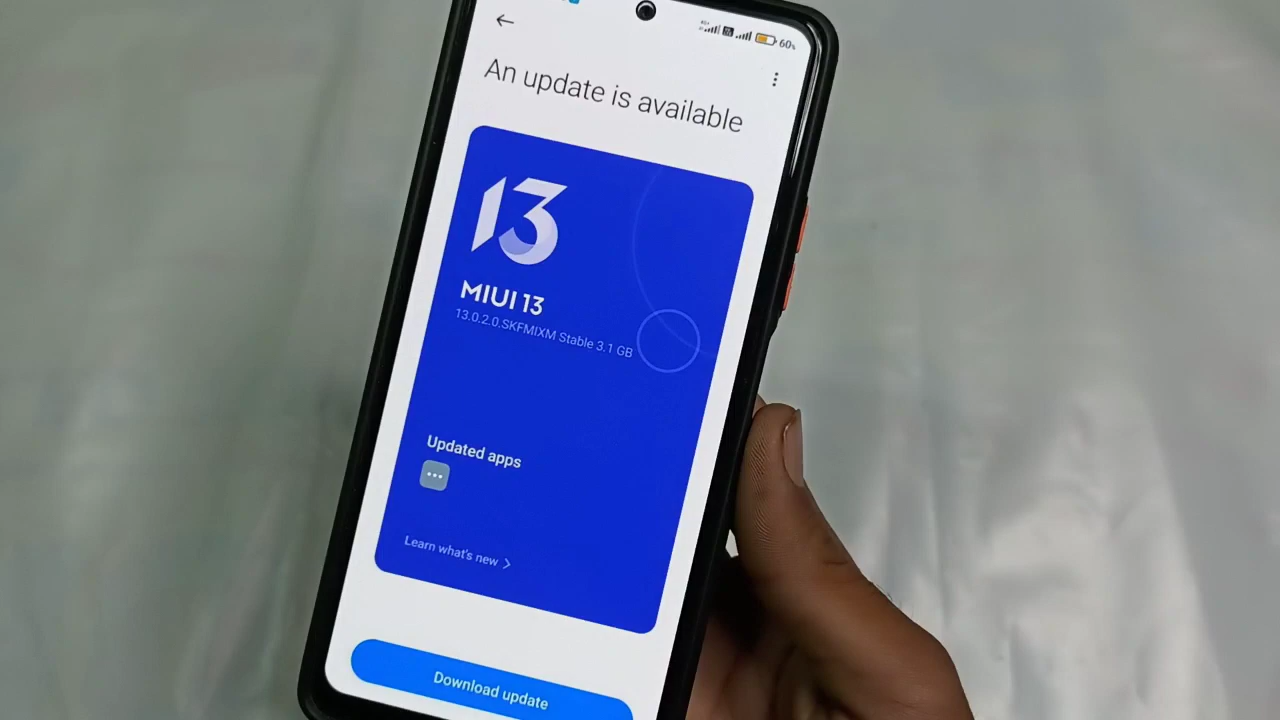 60%
An update is available
13
MIUI 13
13.0.2.0.SKFMIXM Stable 3.1 GB
Updated apps
Learn what's new >
Download update